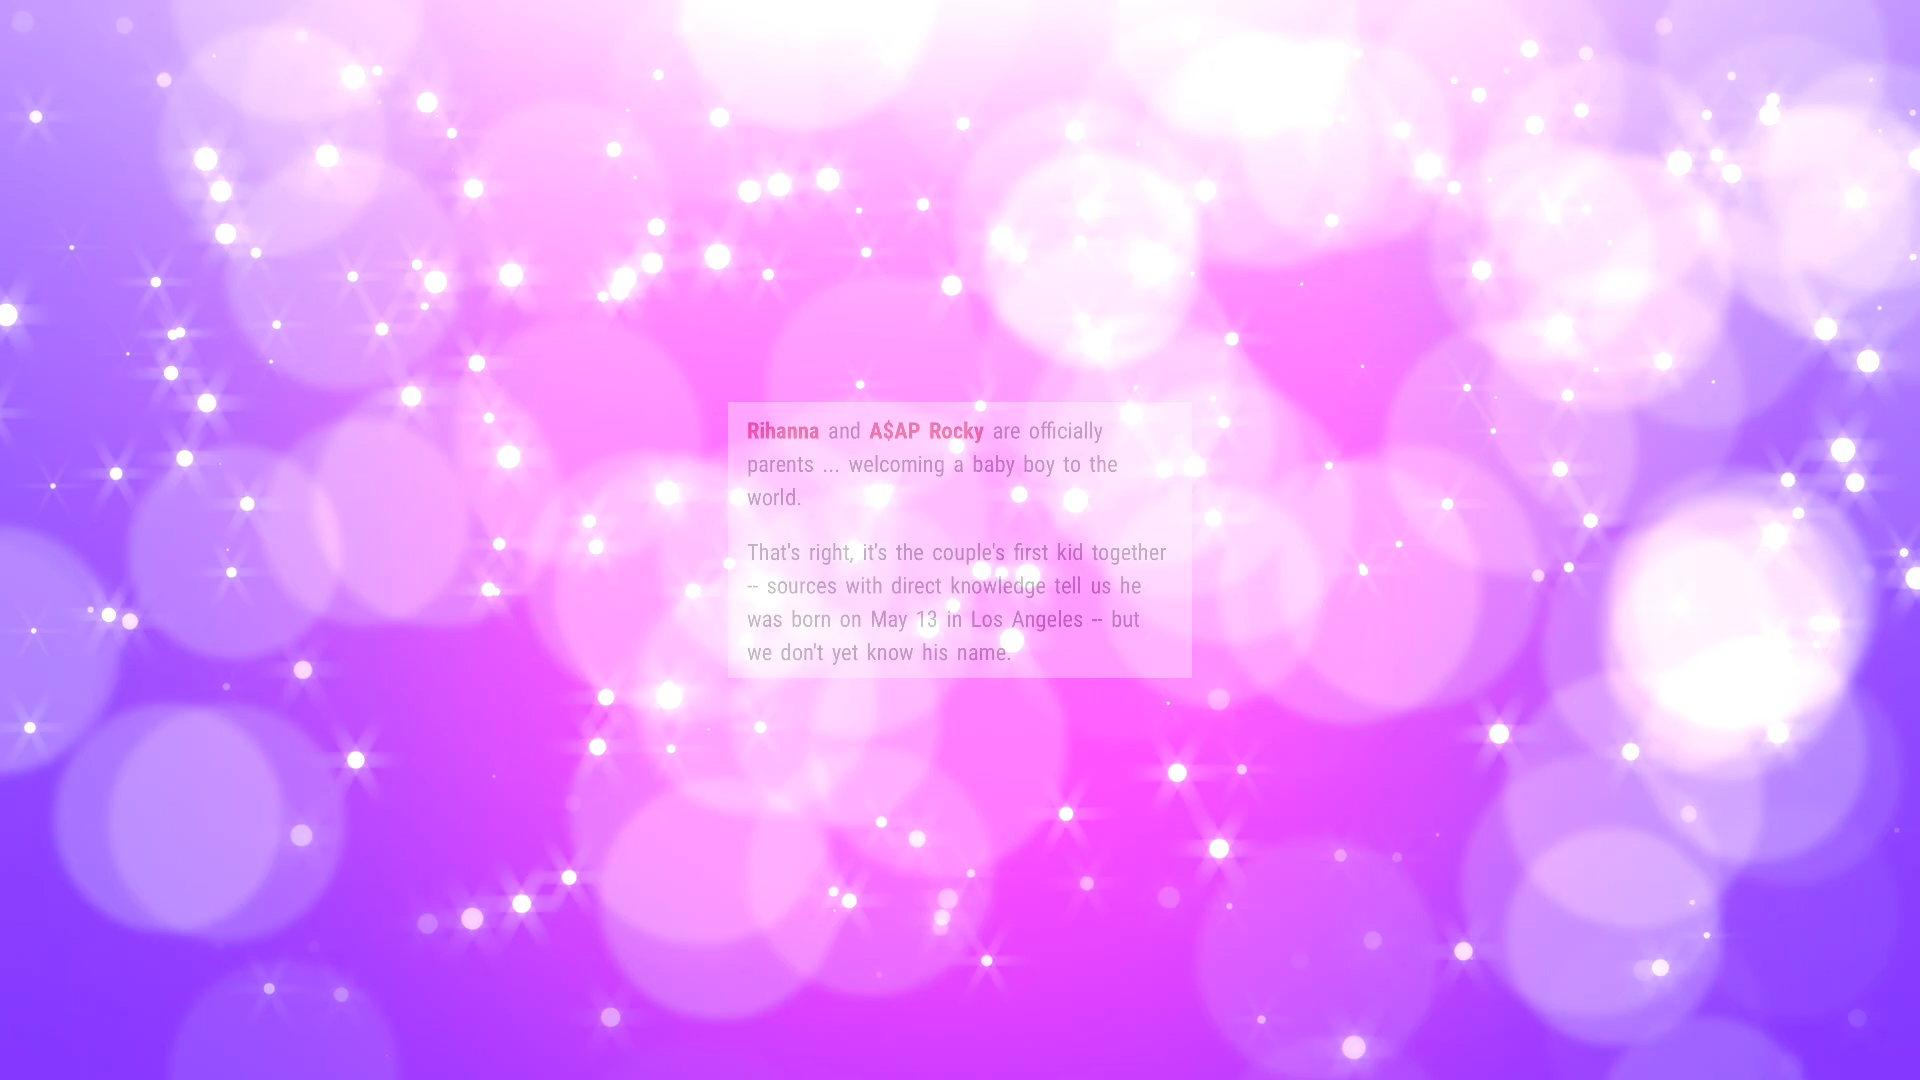 Rihanna and A$AP Rocky are officially
parents ... welcoming a baby boy to the
world.
That's right, it's the couple's first kid together
-- sources with direct knowledge tell us he
was born on May 13 in Los Angeles -- but
we don't yet know his name.